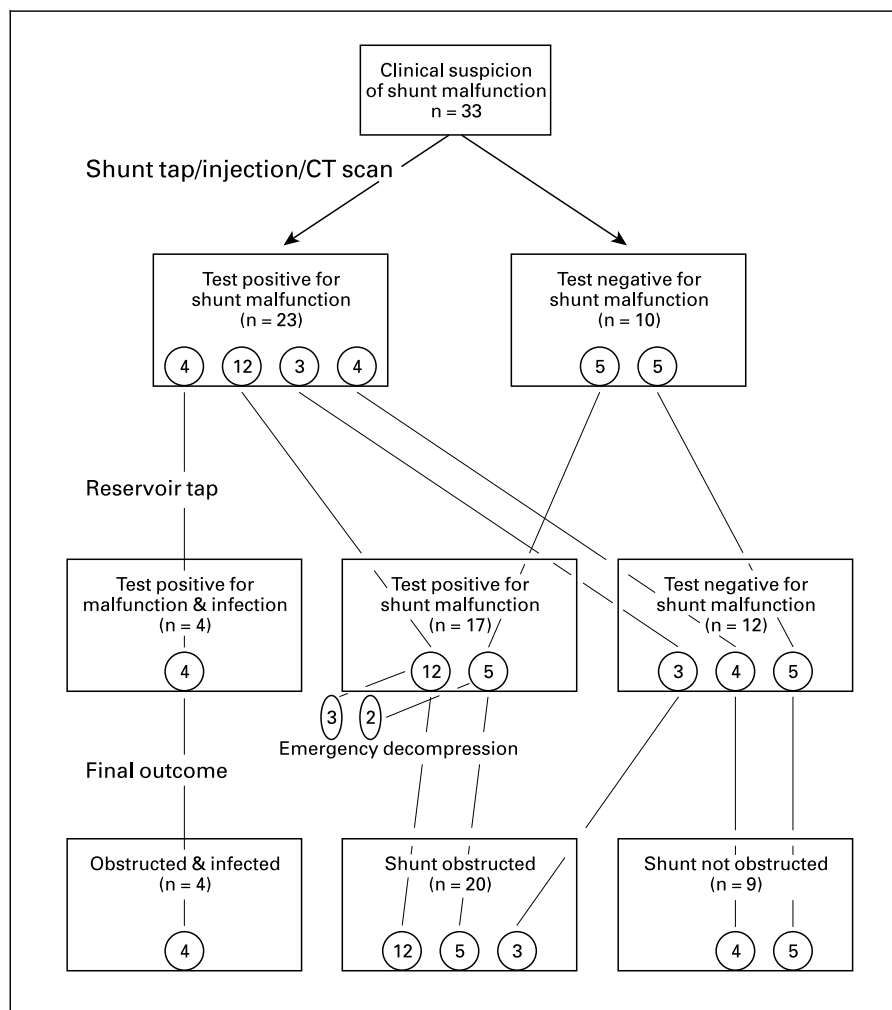 Clinical suspicion
of shunt malfunction
n = 33
Shunt tap/injection/CT scan
Test positive for
shunt malfunction
(n = 23)
4 12 3 4
Test negative for
shunt malfunction
(n = 10)
5 5
Reservoir tap
Test positive for
malfunction & infection
(n = 4)
4
Test positive for
shunt malfunction
(n = 17)
12 5
3 2
Emergency decompression
Test negative for
shunt malfunction
(n = 12)
3 4 5
Final outcome
Obstructed & infected
(n = 4)
4
Shunt obstructed
(n = 20)
12 5 3
Shunt not obstructed
(n = 9)
4 5